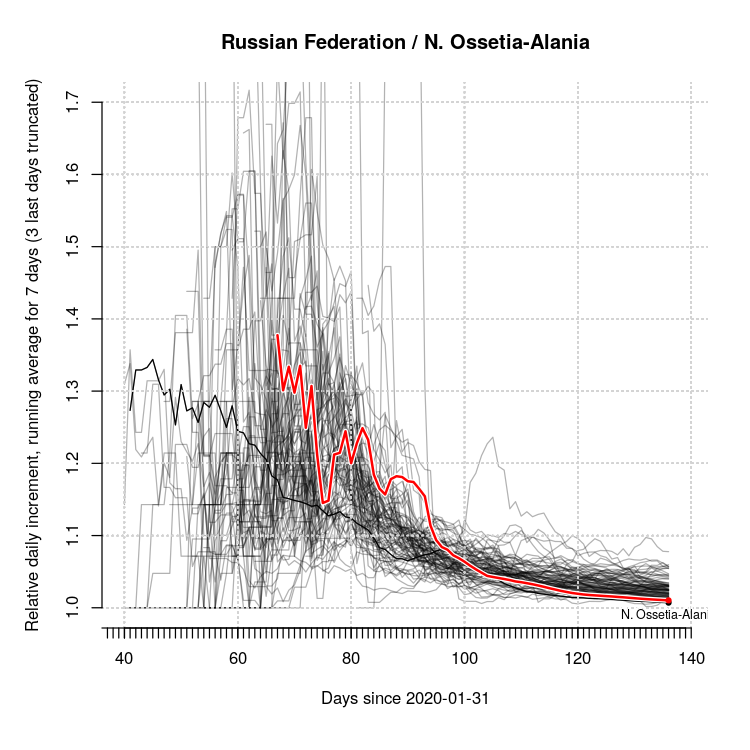 Russian Federation / N. Ossetia-Alania
Relative daily increment, running average for 7 days (3 last days truncated)
1.7
1.6
1.5
1.4
1.3
1.2
1.1
1.0
N. Ossetia-Alan
40 60 80 100 120 140
Days since 2020-01-31